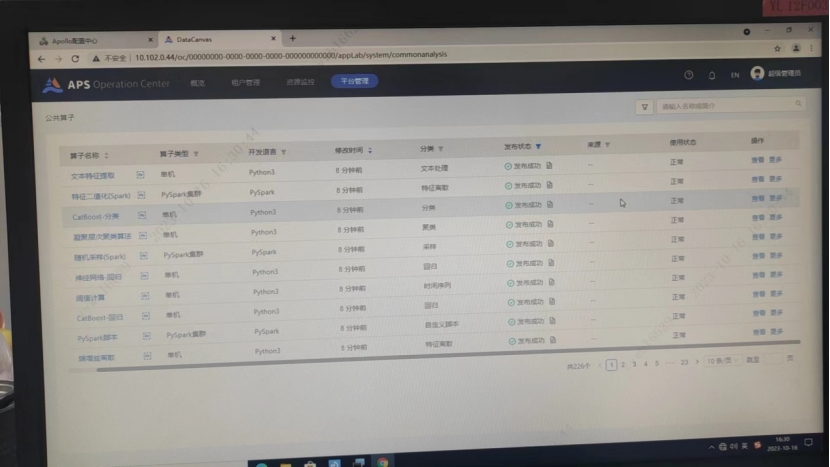 YL 12F003
Apollo配置中心
DataCanvas
不安全 10.102.0.44/oc/00000000-0000-0000-0000-000000000000/appLab/system/commonanalysis
APS Operation Center 概览 租户管理 资源监控 平台管理 EN 超级管理员
公共算子 请输入名称或简介
算子名称 算子类型 开发语言 修改时间 分类 发布状态 来源 使用状态 操作
文本特征提取 单机 Python3 8 分钟前 文本处理 发布成功 -- 正常 查看 更多
特征二值化(Spark) PySpark集群 PySpark 8 分钟前 特征离散 发布成功 -- 正常 查看 更多
CatBoost-分类 单机 Python3 8 分钟前 分类 发布成功 -- 正常 查看 更多
凝聚层次聚类算法 单机 Python3 8 分钟前 聚类 发布成功 -- 正常 查看 更多
随机采样(Spark) PySpark集群 PySpark 8 分钟前 采样 发布成功 -- 正常 查看 更多
神经网络-回归 单机 Python3 8 分钟前 回归 发布成功 -- 正常 查看 更多
阈值计算 单机 Python3 8 分钟前 时间序列 发布成功 -- 正常 查看 更多
CatBoost-回归 单机 Python3 8 分钟前 回归 发布成功 -- 正常 查看 更多
PySpark脚本 PySpark集群 PySpark 8 分钟前 自定义脚本 发布成功 -- 正常 查看 更多
单机 Python3 8 分钟前 特征离散 发布成功 -- 正常 查看 更多
共226个 1 2 3 4 5 ··· 23 10 条/页 跳至 页
英 16:30
2023-10-16